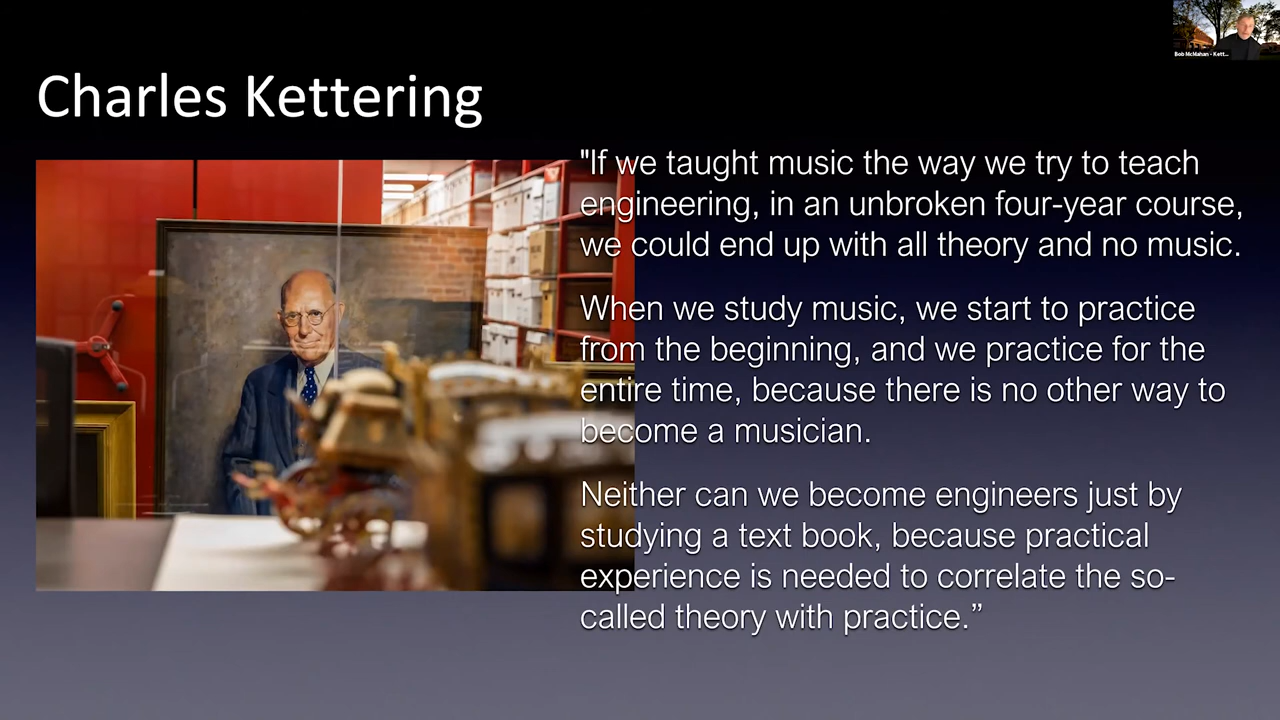 Bob McMahan - Kett...
Charles Kettering
"If we taught music the way we try to teach
engineering, in an unbroken four-year course,
we could end up with all theory and no music.
When we study music, we start to practice
from the beginning, and we practice for the
entire time, because there is no other way to
become a musician.
Neither can we become engineers just by
studying a text book, because practical
experience is needed to correlate the so-
called theory with practice.”